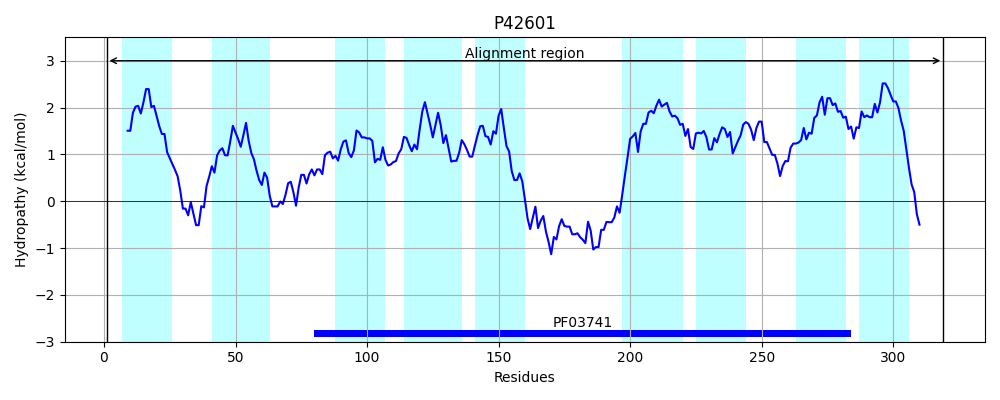 P42601
Alignment region
3
2
1
0
−1
−2
−3
Hydropathy (kcal/mol)
PF03741
0 50 100 150 200 250 300
Residues